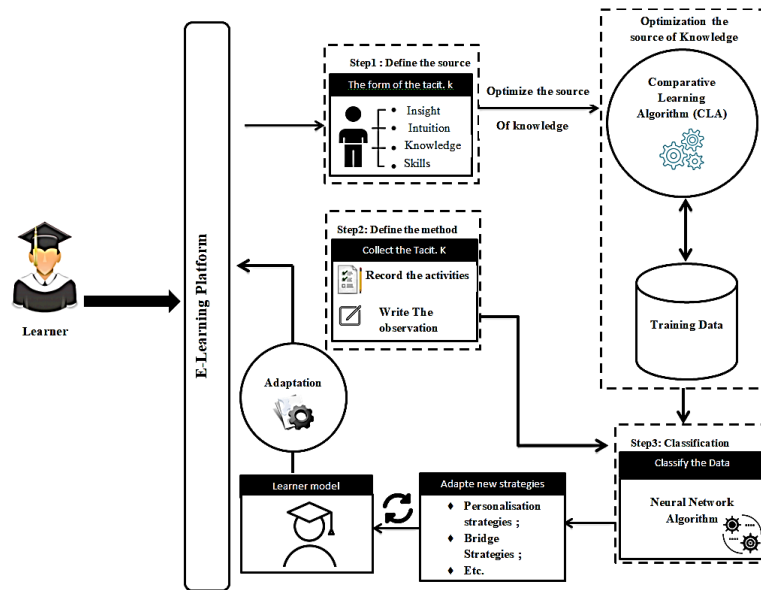 Learner
E-Learning Platform
Step1 : Define the source
The form of the tacit. k
• Insight
• Intuition
• Knowledge
• Skills
Optimize the source
Of knowledge
Optimization the
source of Knowledge
Comparative
Learning
Algorithm (CLA)
Training Data
Step2: Define the method
Collect the Tacit. K
Record the activities
Write The
observation
Step3: Classification
Classify the Data
Neural Network
Algorithm
Adapte new strategies
♦ Personalisation
strategies ;
♦ Bridge
Strategies ;
♦ Etc.
Learner model
Adaptation